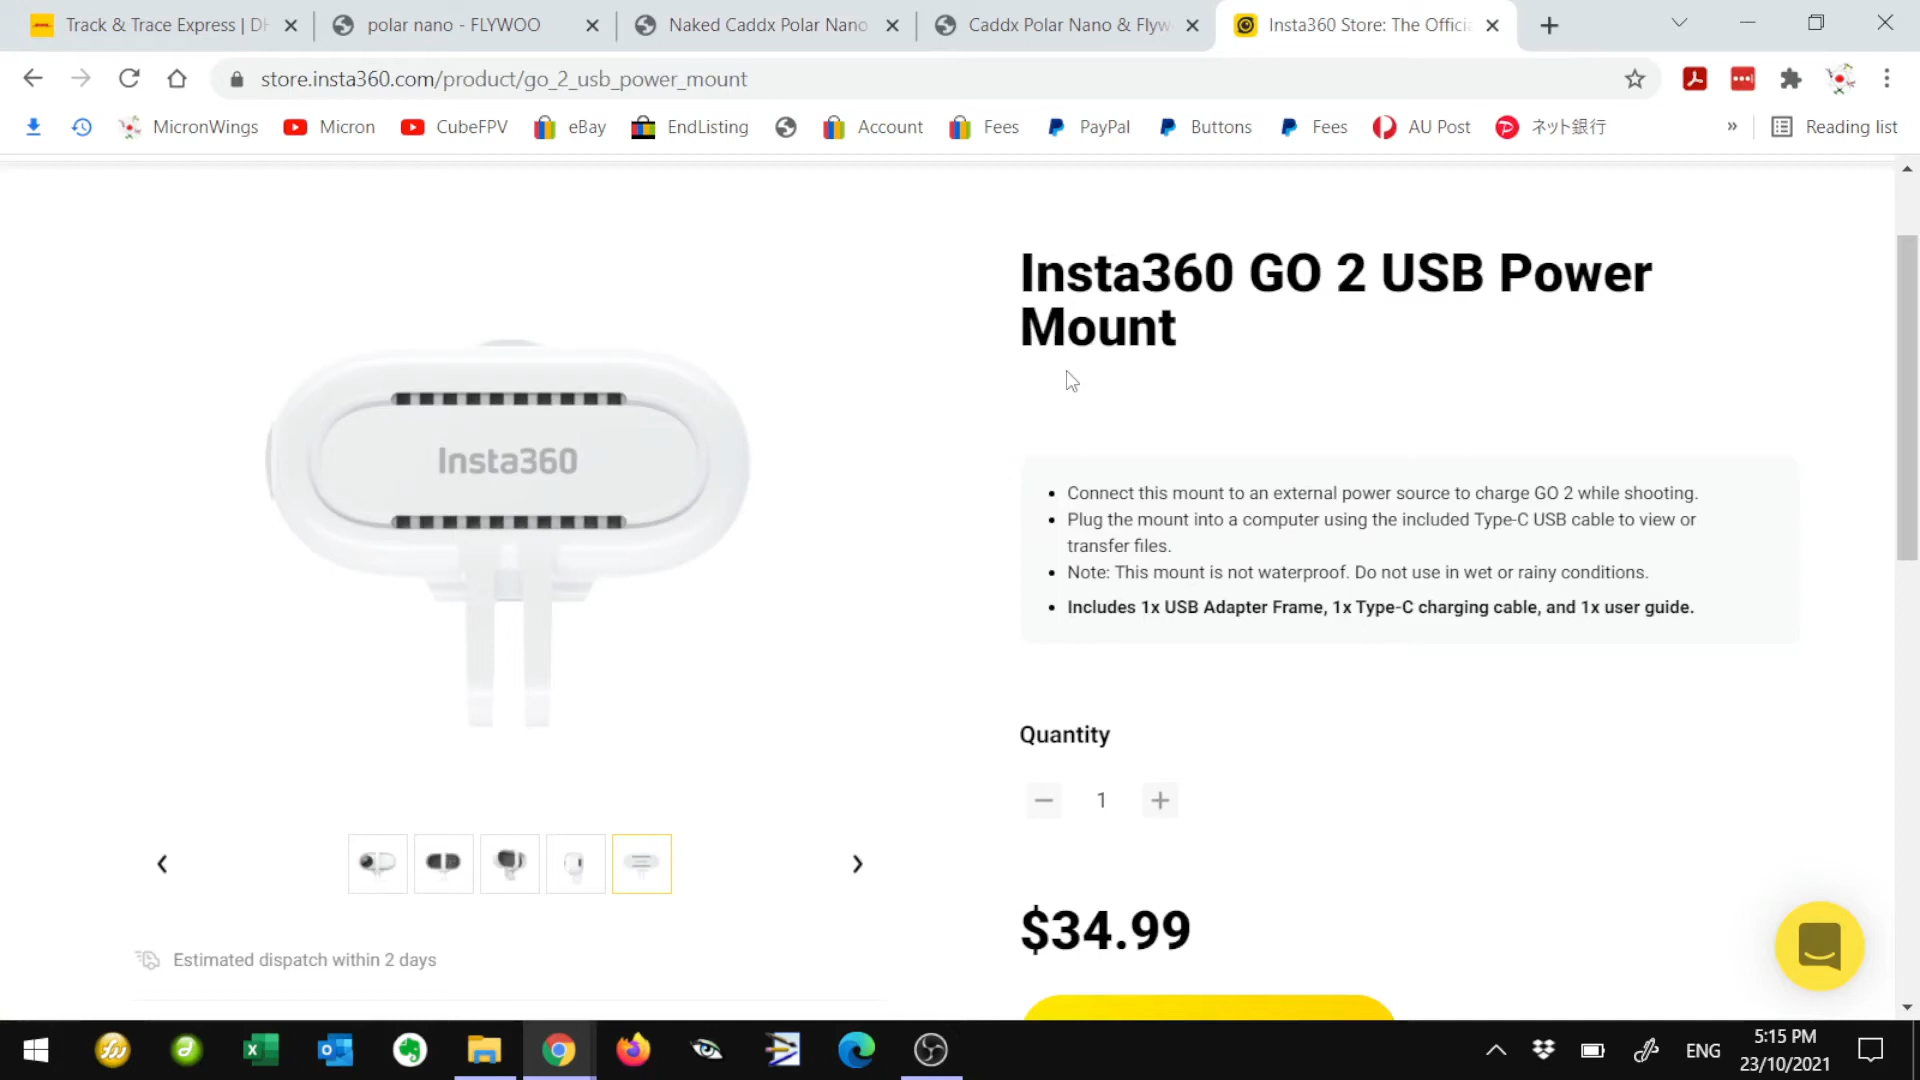 Track & Trace Express | DH
polar nano - FLYWOO
Naked Caddx Polar Nano
Caddx Polar Nano & Flyw
Insta360 Store: The Officia
store.insta360.com/product/go_2_usb_power_mount
MicronWings
Micron
CubeFPV
eBay
EndListing
Account
Fees
PayPal
Buttons
Fees
AU Post
ネット銀行
»
Reading list
Insta360 GO 2 USB Power
Mount
Insta360
• Connect this mount to an external power source to charge GO 2 while shooting.
• Plug the mount into a computer using the included Type-C USB cable to view or
transfer files.
• Note: This mount is not waterproof. Do not use in wet or rainy conditions.
• Includes 1x USB Adapter Frame, 1x Type-C charging cable, and 1x user guide.
Quantity
1
$34.99
Estimated dispatch within 2 days
ENG
5:15 PM
23/10/2021